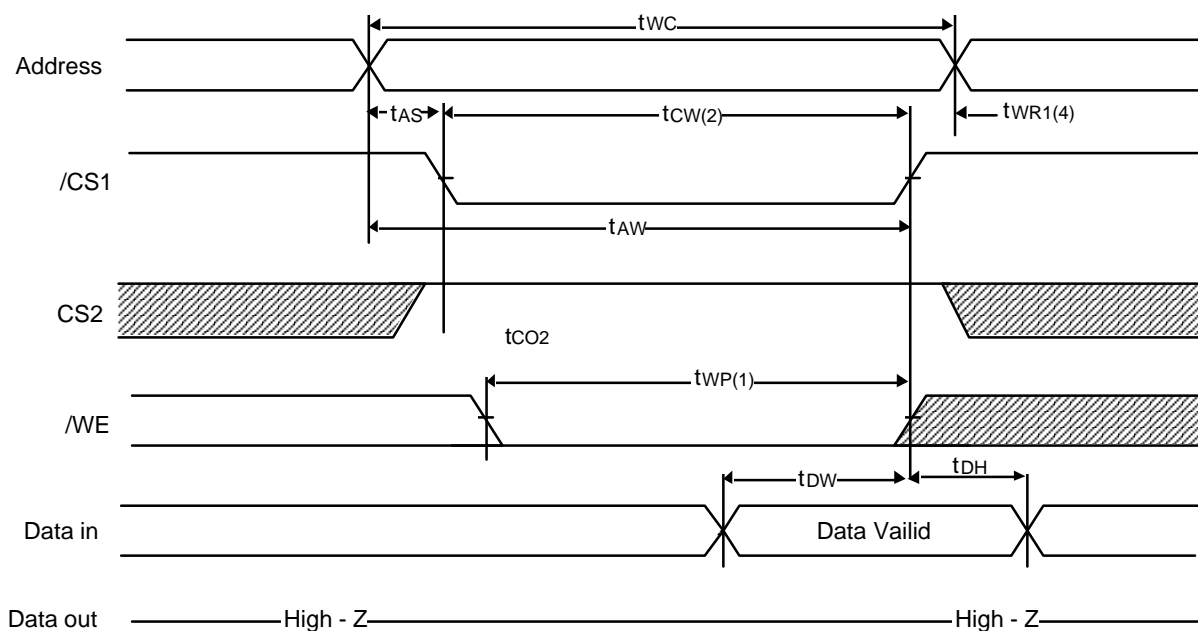 tWC
Address
tAS
tCW(2)
tWR1(4)
/CS1
tAW
CS2
tCO2
tWP(1)
/WE
tDW
tDH
Data in
Data Vailid
Data out
High - Z
High - Z